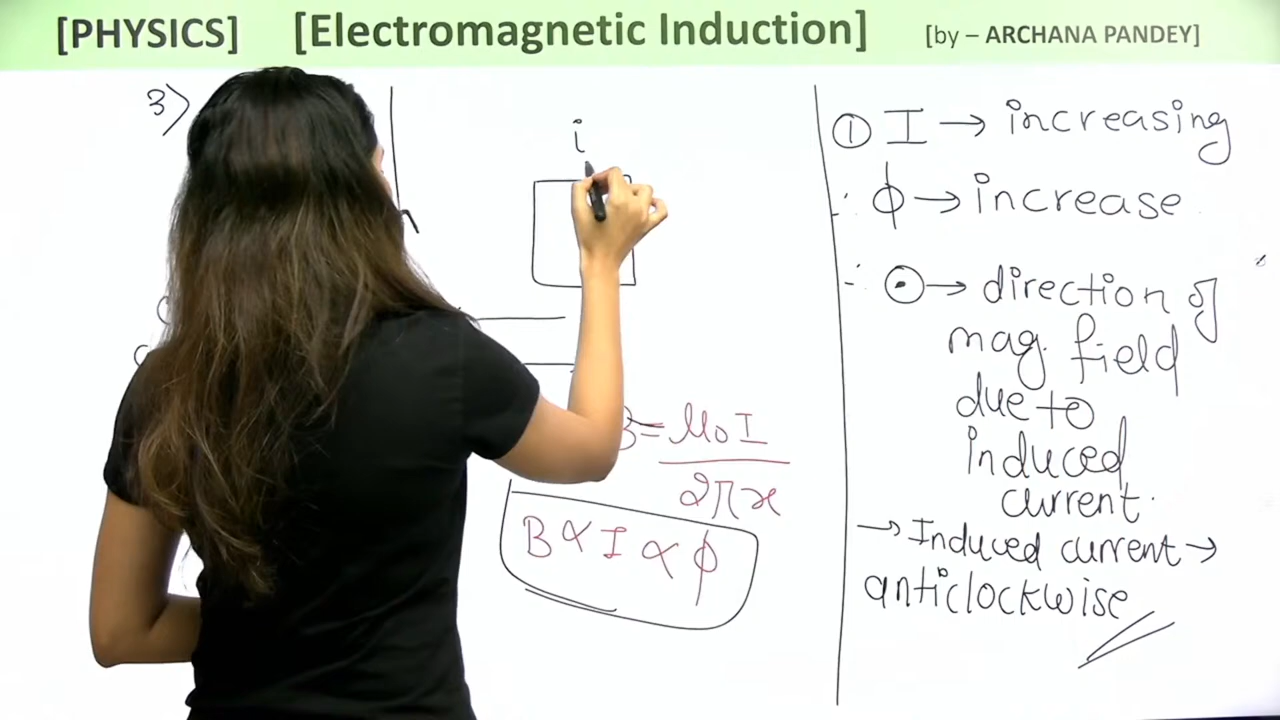 [PHYSICS] [Electromagnetic Induction] [by – ARCHANA PANDEY]
3)
i
B = μ₀I / 2πx
B ∝ I ∝ ϕ
① I → increasing
∴ ϕ → increase
∴ ⊙ → direction of
mag. field
due to
induced
current.
→ Induced current →
anticlockwise